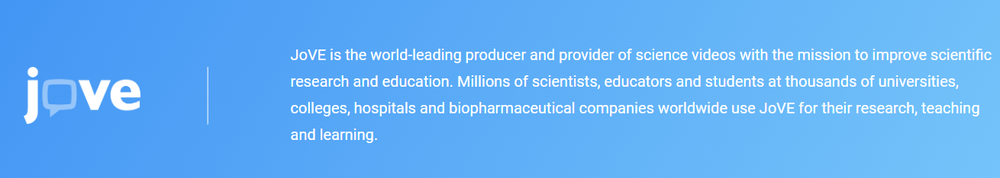 jove
JoVE is the world-leading producer and provider of science videos with the mission to improve scientific
research and education. Millions of scientists, educators and students at thousands of universities,
colleges, hospitals and biopharmaceutical companies worldwide use JoVE for their research, teaching
and learning.